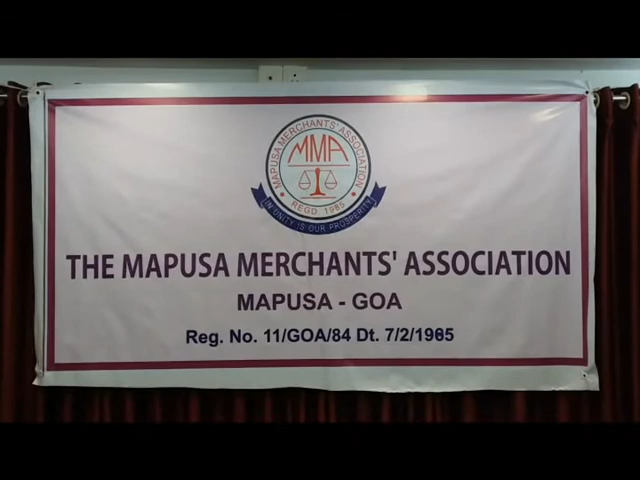 MAPUSA MERCHANTS' ASSOCIATION
MMA
REGD. 1985
IN UNITY IS OUR PROSPERITY
THE MAPUSA MERCHANTS' ASSOCIATION
MAPUSA - GOA
Reg. No. 11/GOA/84 Dt. 7/2/1985